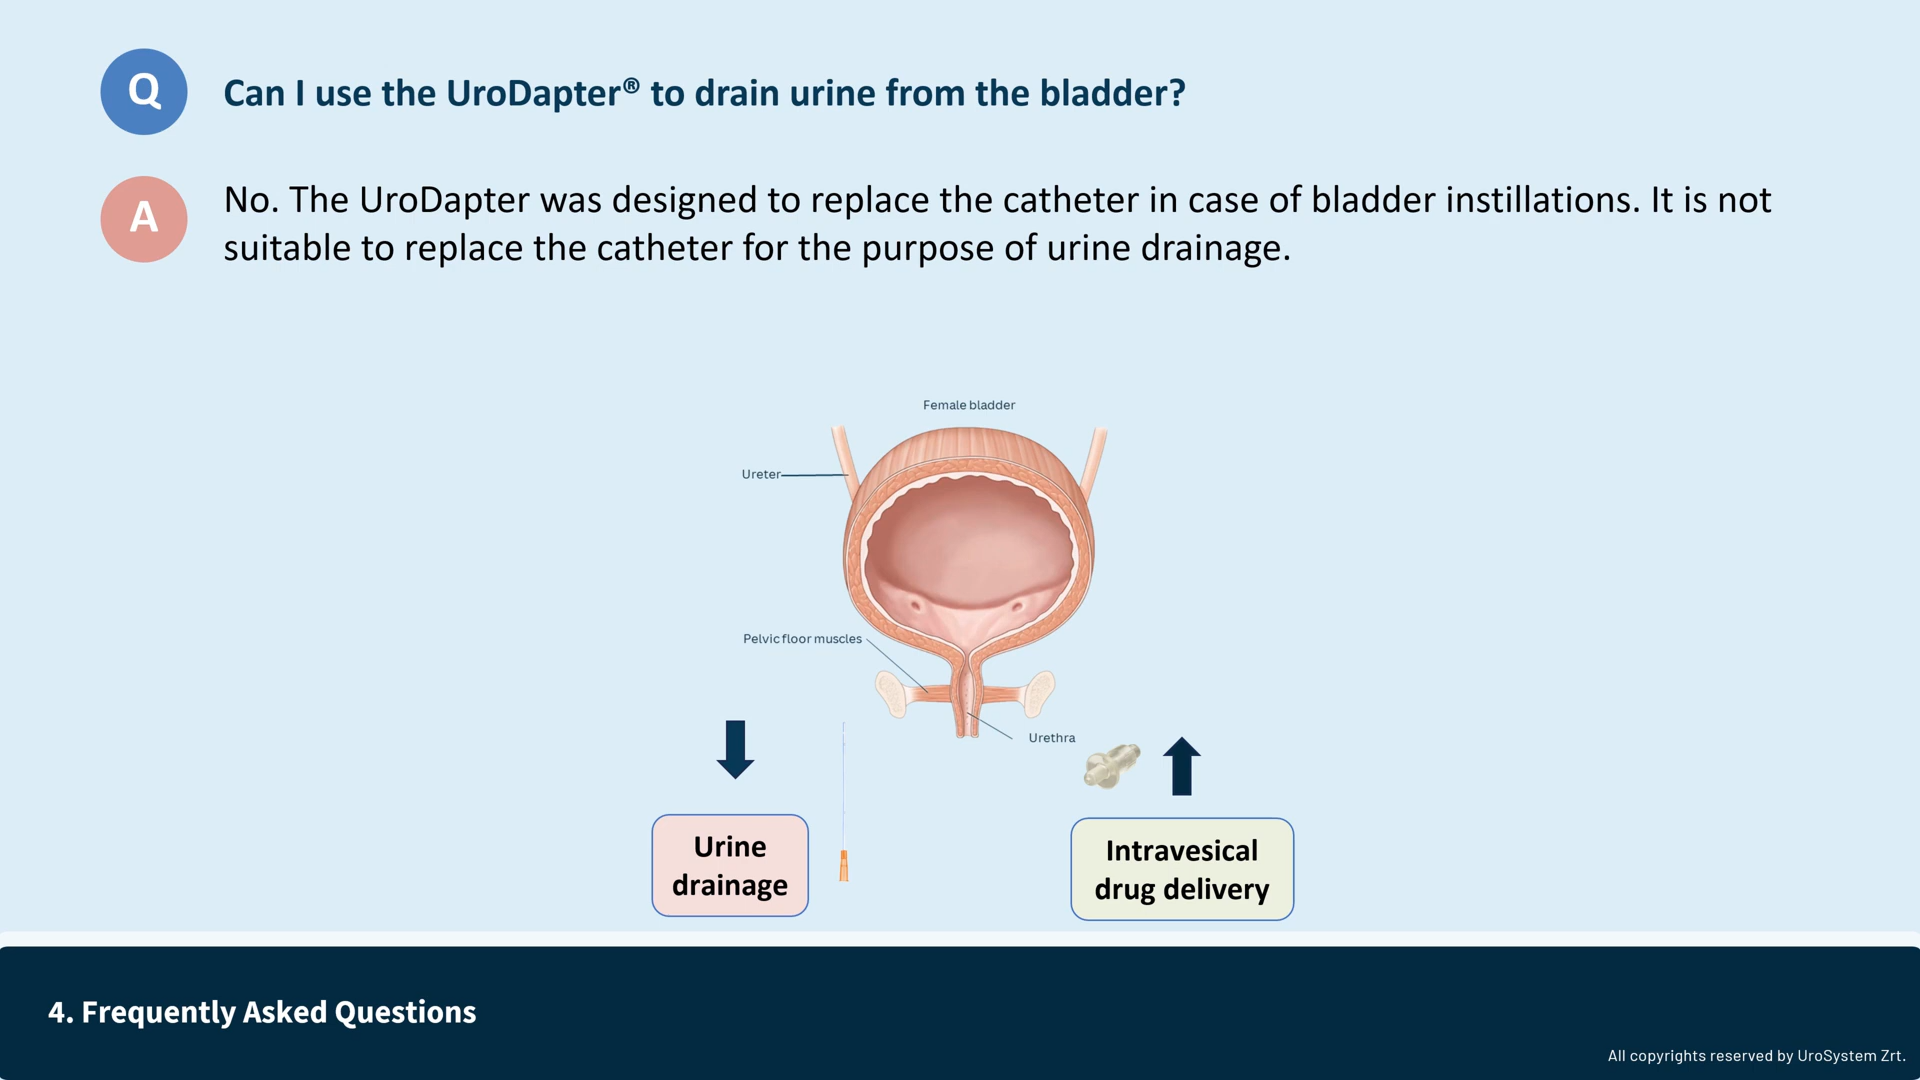 Q
Can I use the UroDapter® to drain urine from the bladder?
A
No. The UroDapter was designed to replace the catheter in case of bladder instillations. It is not
suitable to replace the catheter for the purpose of urine drainage.
Female bladder
Ureter
Pelvic floor muscles
Urethra
Urine
drainage
Intravesical
drug delivery
4. Frequently Asked Questions
All copyrights reserved by UroSystem Zrt.